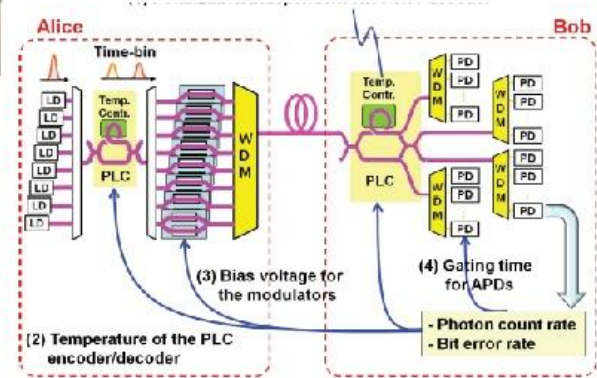 Alice
Bob
Time-bin
LD
LD
LD
LD
LD
LD
LD
LD
Temp.
Contr.
PLC
WDM
Temp.
Contr.
PLC
WDM
PD
PD
WDM
PD
PD
WDM
PD
PD
PD
WDM
PD
PD
PD
(3) Bias voltage for
the modulators
(4) Gating time
for APDs
(2) Temperature of the PLC
encoder/decoder
- Photon count rate
- Bit error rate